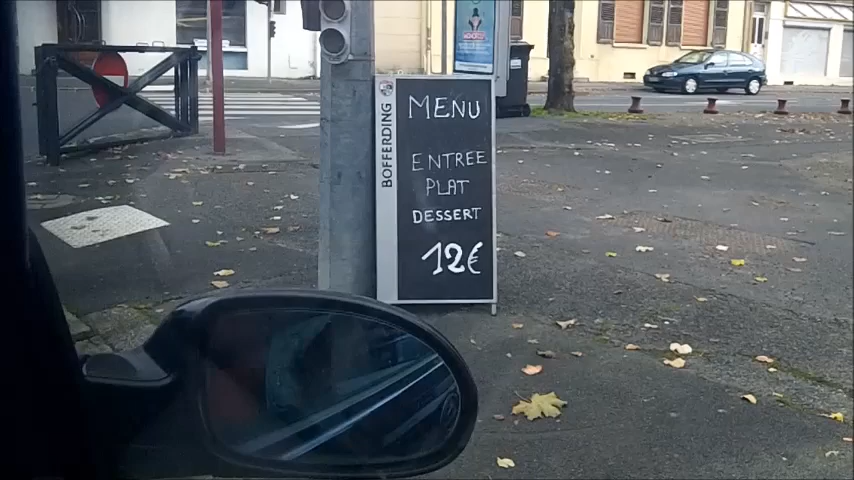 BOFFERDING
MENU
ENTREE
PLAT
DESSERT
12€